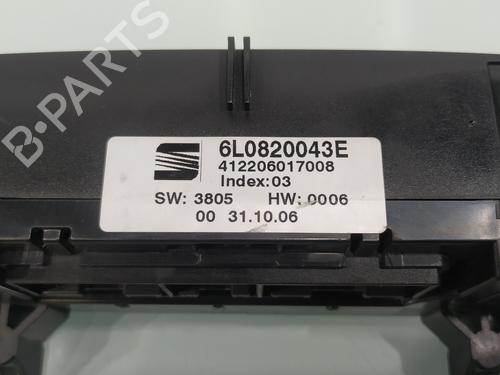 B-PARTS
6L0820043E
412206017008
Index:03
SW: 3805 HW: 0006
00 31.10.06